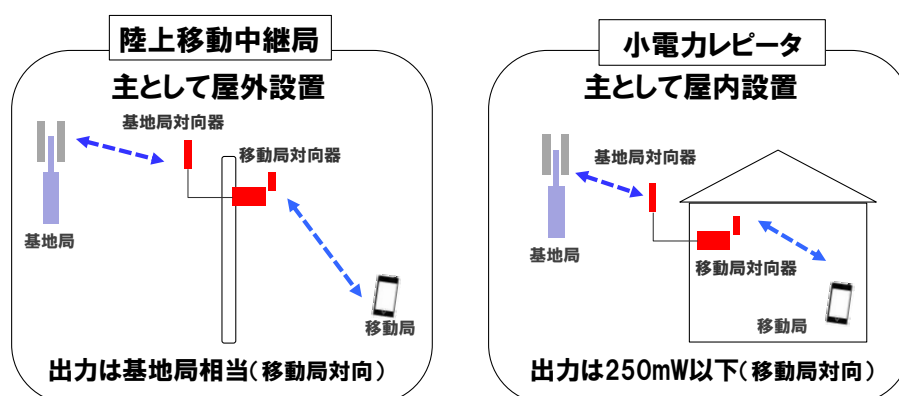 陸上移動中継局
主として屋外設置
基地局対向器
移動局対向器
基地局
移動局
出力は基地局相当(移動局対向)
小電力レピータ
主として屋内設置
基地局対向器
基地局
移動局対向器
移動局
出力は250mW以下(移動局対向)